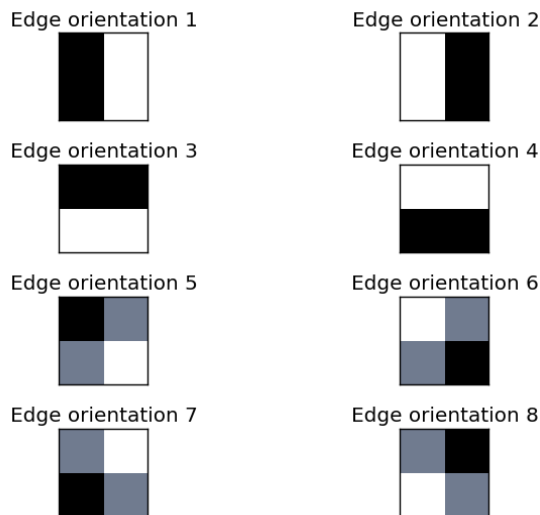 Edge orientation 1
Edge orientation 2
Edge orientation 3
Edge orientation 4
Edge orientation 5
Edge orientation 6
Edge orientation 7
Edge orientation 8